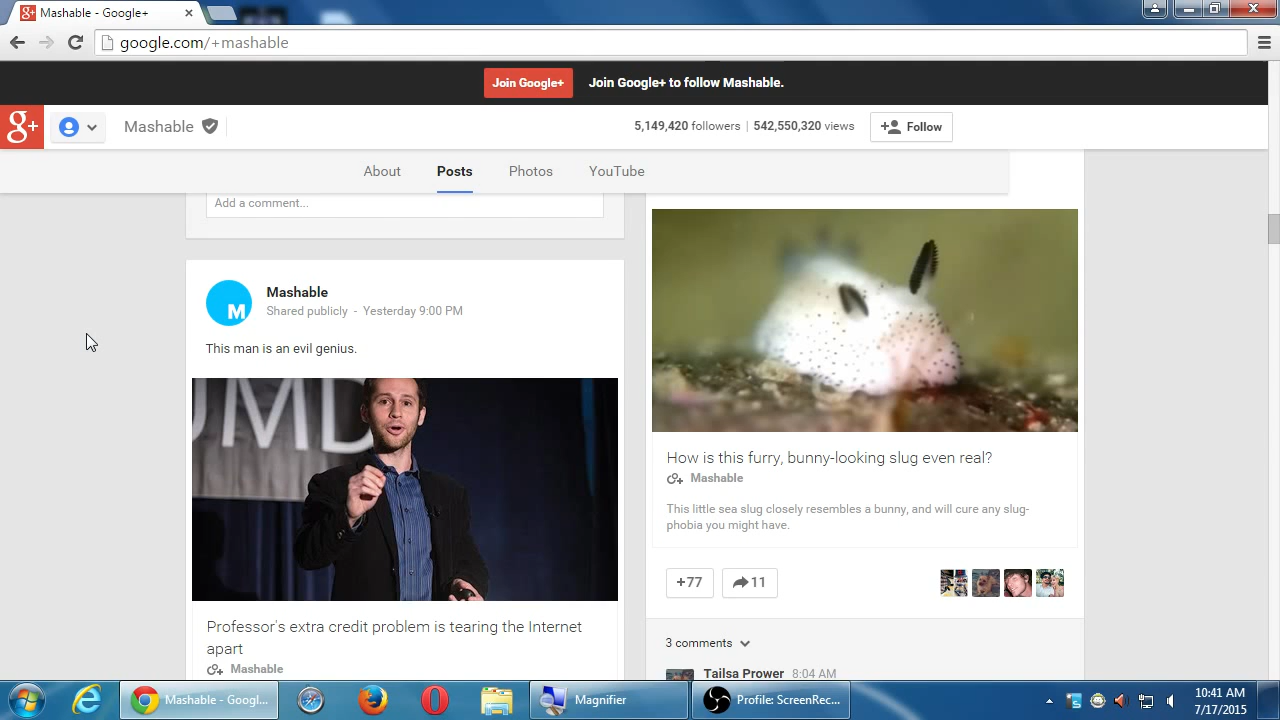 Mashable - Google+
google.com/+mashable
Join Google+
Join Google+ to follow Mashable.
g+
Mashable
5,149,420 followers | 542,550,320 views
Follow
About
Posts
Photos
YouTube
Add a comment...
M
Mashable
Shared publicly - Yesterday 9:00 PM
This man is an evil genius.
UMD
Professor's extra credit problem is tearing the Internet
apart
Mashable
How is this furry, bunny-looking slug even real?
Mashable
This little sea slug closely resembles a bunny, and will cure any slug-
phobia you might have.
+77
11
3 comments
Tailsa Prower 8:04 AM
Mashable - Googl...
Magnifier
Profile: ScreenRec...
10:41 AM
7/17/2015